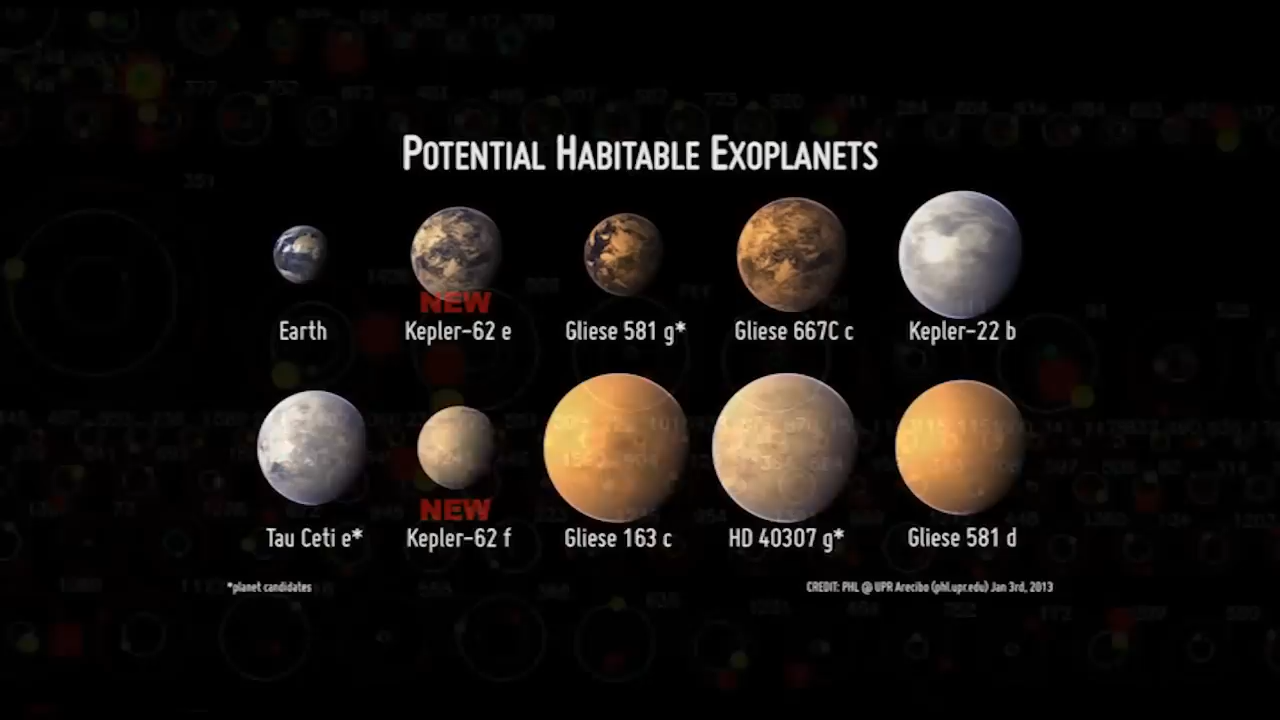 Potential Habitable Exoplanets
NEW
Earth Kepler-62 e Gliese 581 g* Gliese 667C c Kepler-22 b
NEW
Tau Ceti e* Kepler-62 f Gliese 163 c HD 40307 g* Gliese 581 d
*planet candidates CREDIT: PHL @ UPR Arecibo (phl.upr.edu) Jan 3rd, 2013